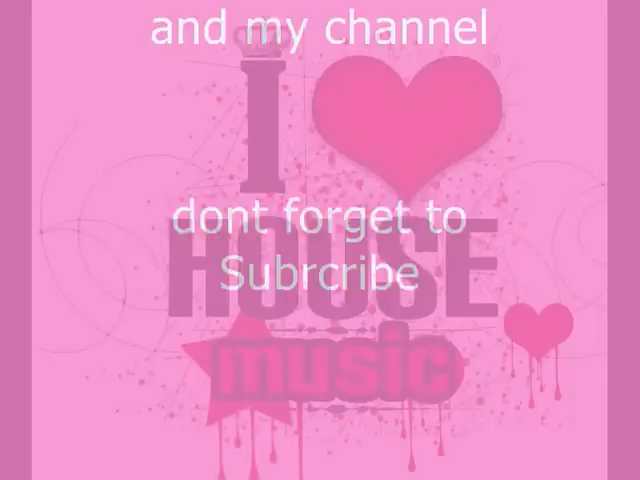 and my channel
I
dont forget to
HOUSE
Subrcribe
music